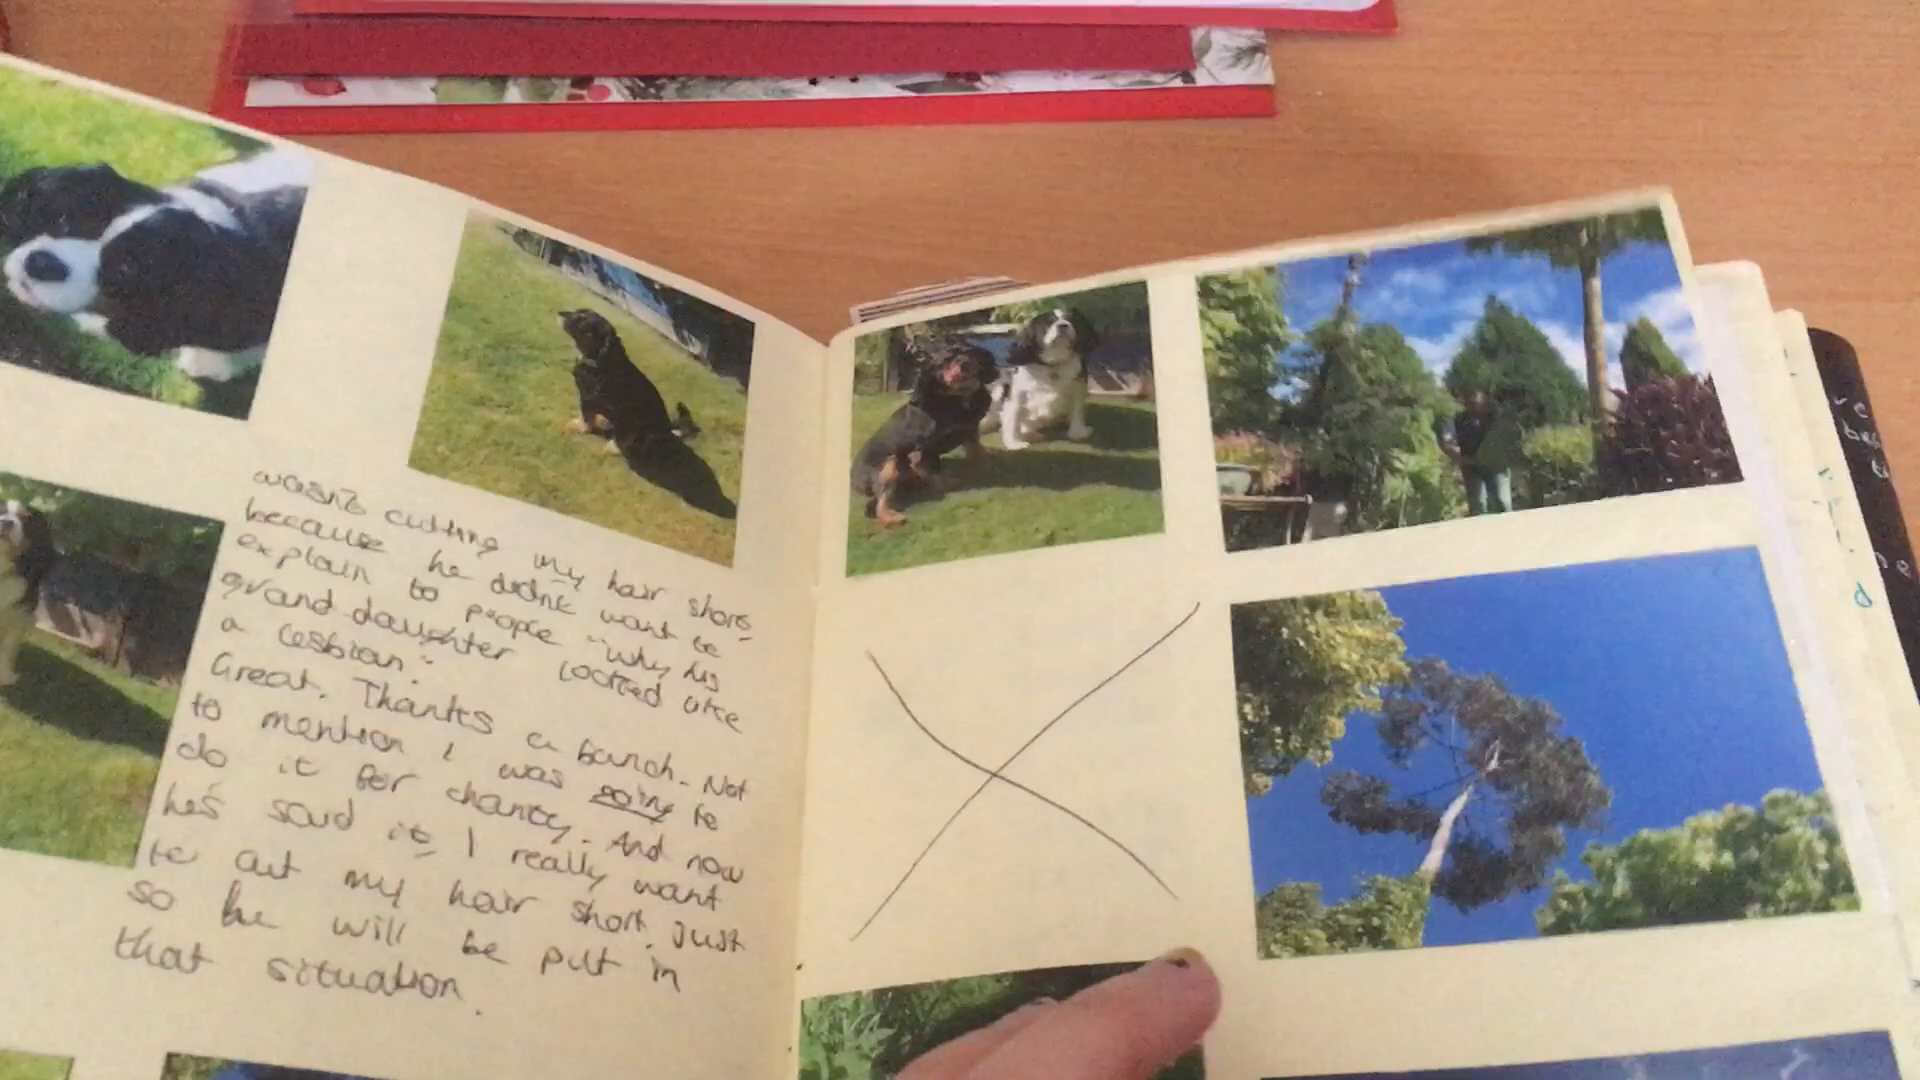 wasn't cutting my hair short
because he didn't want to
explain to people "why his
grand daughter looked like
a lesbian".
Great. Thanks a bunch. Not
to mention I was going to
do it for charity. And now
he's said it, I really want
to cut my hair short. Just
so he will be put in
that situation.